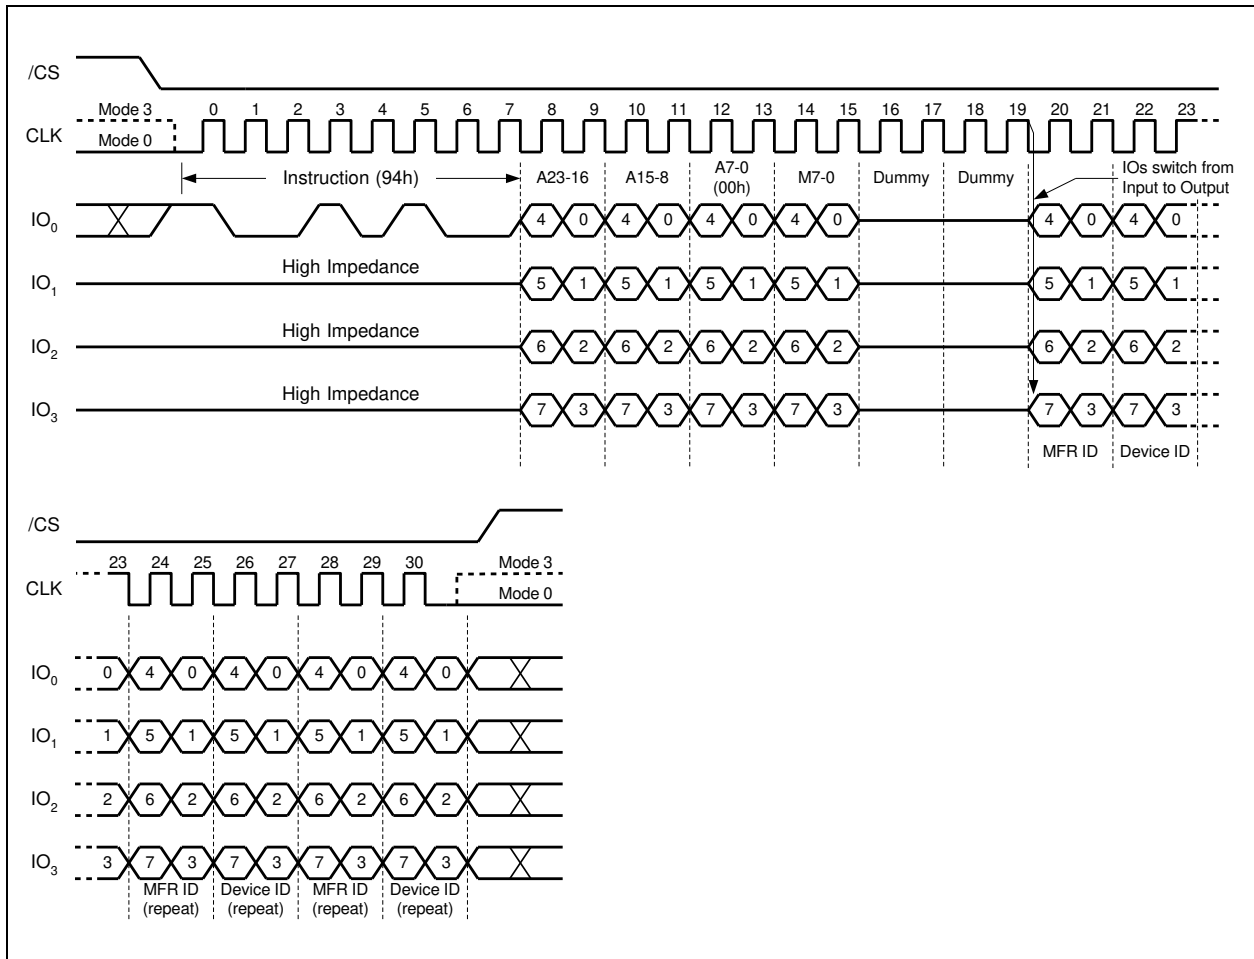 /CS
Mode 3 0 1 2 3 4 5 6 7 8 9 10 11 12 13 14 15 16 17 18 19 20 21 22 23
CLK Mode 0
Instruction (94h) A23-16 A15-8 A7-0 (00h) M7-0 Dummy Dummy IOs switch from Input to Output
IO0 4 0 4 0 4 0 4 0 4 0 4 0
High Impedance
IO1 5 1 5 1 5 1 5 1 5 1 5 1
High Impedance
IO2 6 2 6 2 6 2 6 2 6 2 6 2
High Impedance
IO3 7 3 7 3 7 3 7 3 7 3 7 3
MFR ID Device ID
/CS
23 24 25 26 27 28 29 30 Mode 3
CLK Mode 0
IO0 0 4 0 4 0 4 0 4 0
IO1 1 5 1 5 1 5 1 5 1
IO2 2 6 2 6 2 6 2 6 2
IO3 3 7 3 7 3 7 3 7 3
MFR ID Device ID MFR ID Device ID
(repeat) (repeat) (repeat) (repeat)